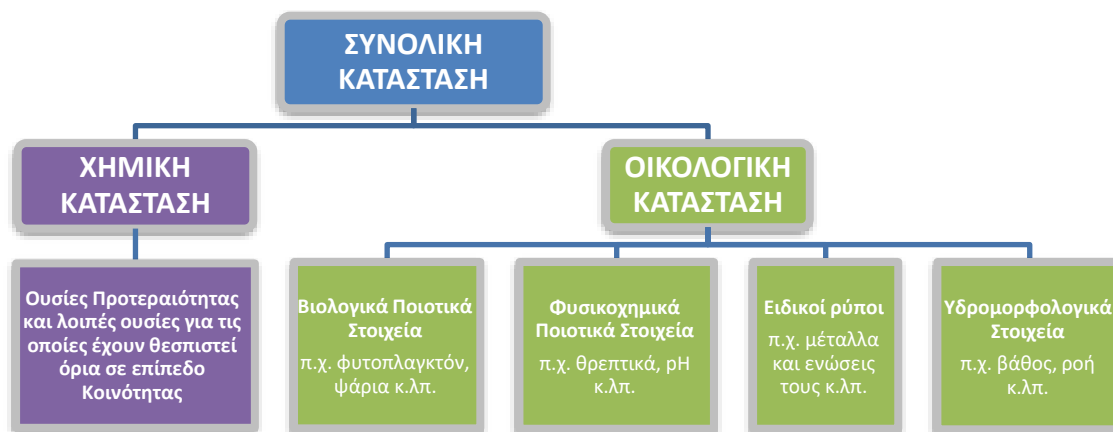 ΣΥΝΟΛΙΚΗ
ΚΑΤΑΣΤΑΣΗ
ΧΗΜΙΚΗ
ΚΑΤΑΣΤΑΣΗ
ΟΙΚΟΛΟΓΙΚΗ
ΚΑΤΑΣΤΑΣΗ
Ουσίες Προτεραιότητας
και λοιπές ουσίες για τις
οποίες έχουν θεσπιστεί
όρια σε επίπεδο
Κοινότητας
Βιολογικά Ποιοτικά
Στοιχεία
π.χ. φυτοπλαγκτόν,
ψάρια κ.λπ.
Φυσικοχημικά
Ποιοτικά Στοιχεία
π.χ. θρεπτικά, pH
κ.λπ.
Ειδικοί ρύποι
π.χ. μέταλλα
και ενώσεις
τους κ.λπ.
Υδρομορφολογικά
Στοιχεία
π.χ. βάθος, ροή
κ.λπ.